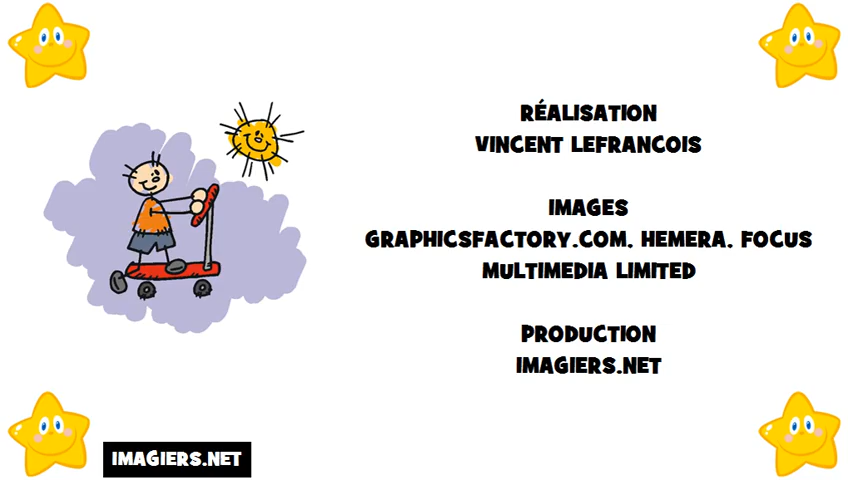 RÉALISATION
VINCENT LEFRANCOIS
IMAGES
GRAPHICSFACTORY.COM, HEMERA, FOCUS
MULTIMEDIA LIMITED
PRODUCTION
IMAGIERS.NET
IMAGIERS.NET